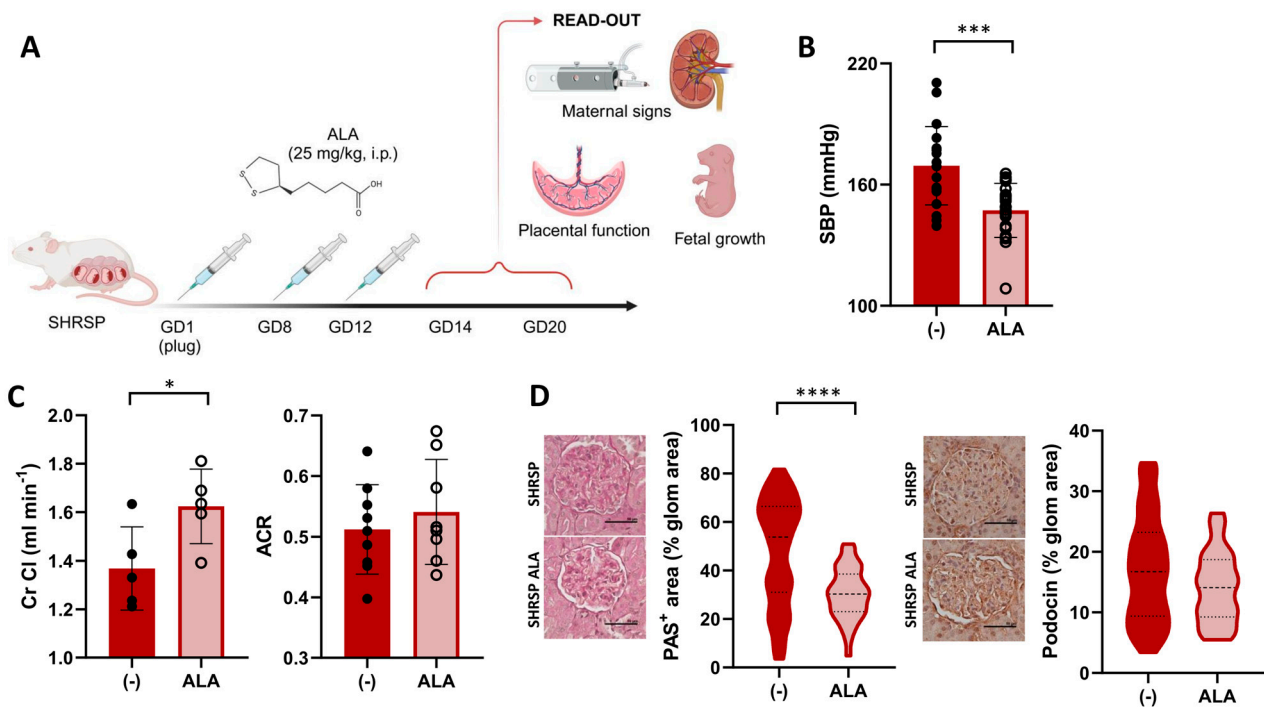 A
READ-OUT
Maternal signs
ALA
(25 mg/kg, i.p.)
S
S
OH
O
Placental function
Fetal growth
SHRSP
GD1
(plug)
GD8
GD12
GD14
GD20
B
***
SBP (mmHg)
220
160
100
(-)
ALA
C
*
Cr Cl (ml min⁻¹)
2.0
1.8
1.6
1.4
1.2
1.0
(-)
ALA
ACR
0.7
0.6
0.5
0.4
0.3
(-)
ALA
D
SHRSP
SHRSP ALA
****
PAS⁺ area (% glom area)
100
80
60
40
20
0
(-)
ALA
SHRSP
SHRSP ALA
Podocin (% glom area)
40
30
20
10
0
(-)
ALA